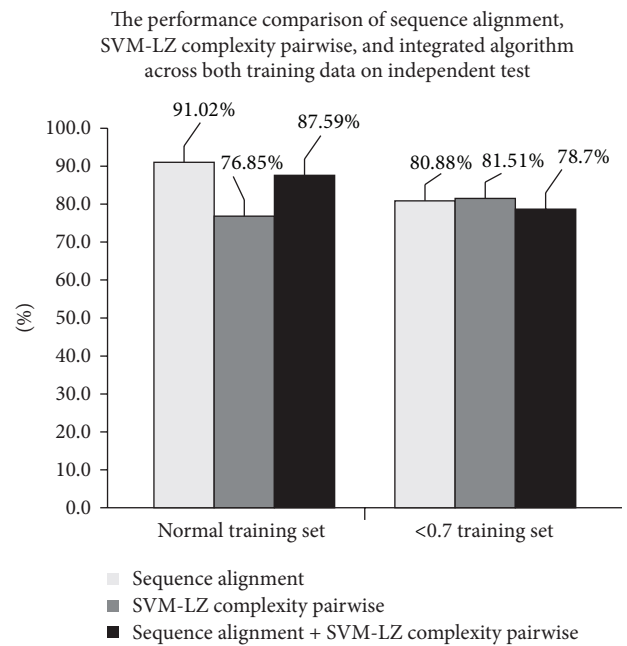 The performance comparison of sequence alignment,
SVM-LZ complexity pairwise, and integrated algorithm
across both training data on independent test
91.02%
76.85%
87.59%
80.88%
81.51%
78.7%
100.0
90.0
80.0
70.0
60.0
50.0
40.0
30.0
20.0
10.0
0.0
(%)
Normal training set
<0.7 training set
Sequence alignment
SVM-LZ complexity pairwise
Sequence alignment + SVM-LZ complexity pairwise